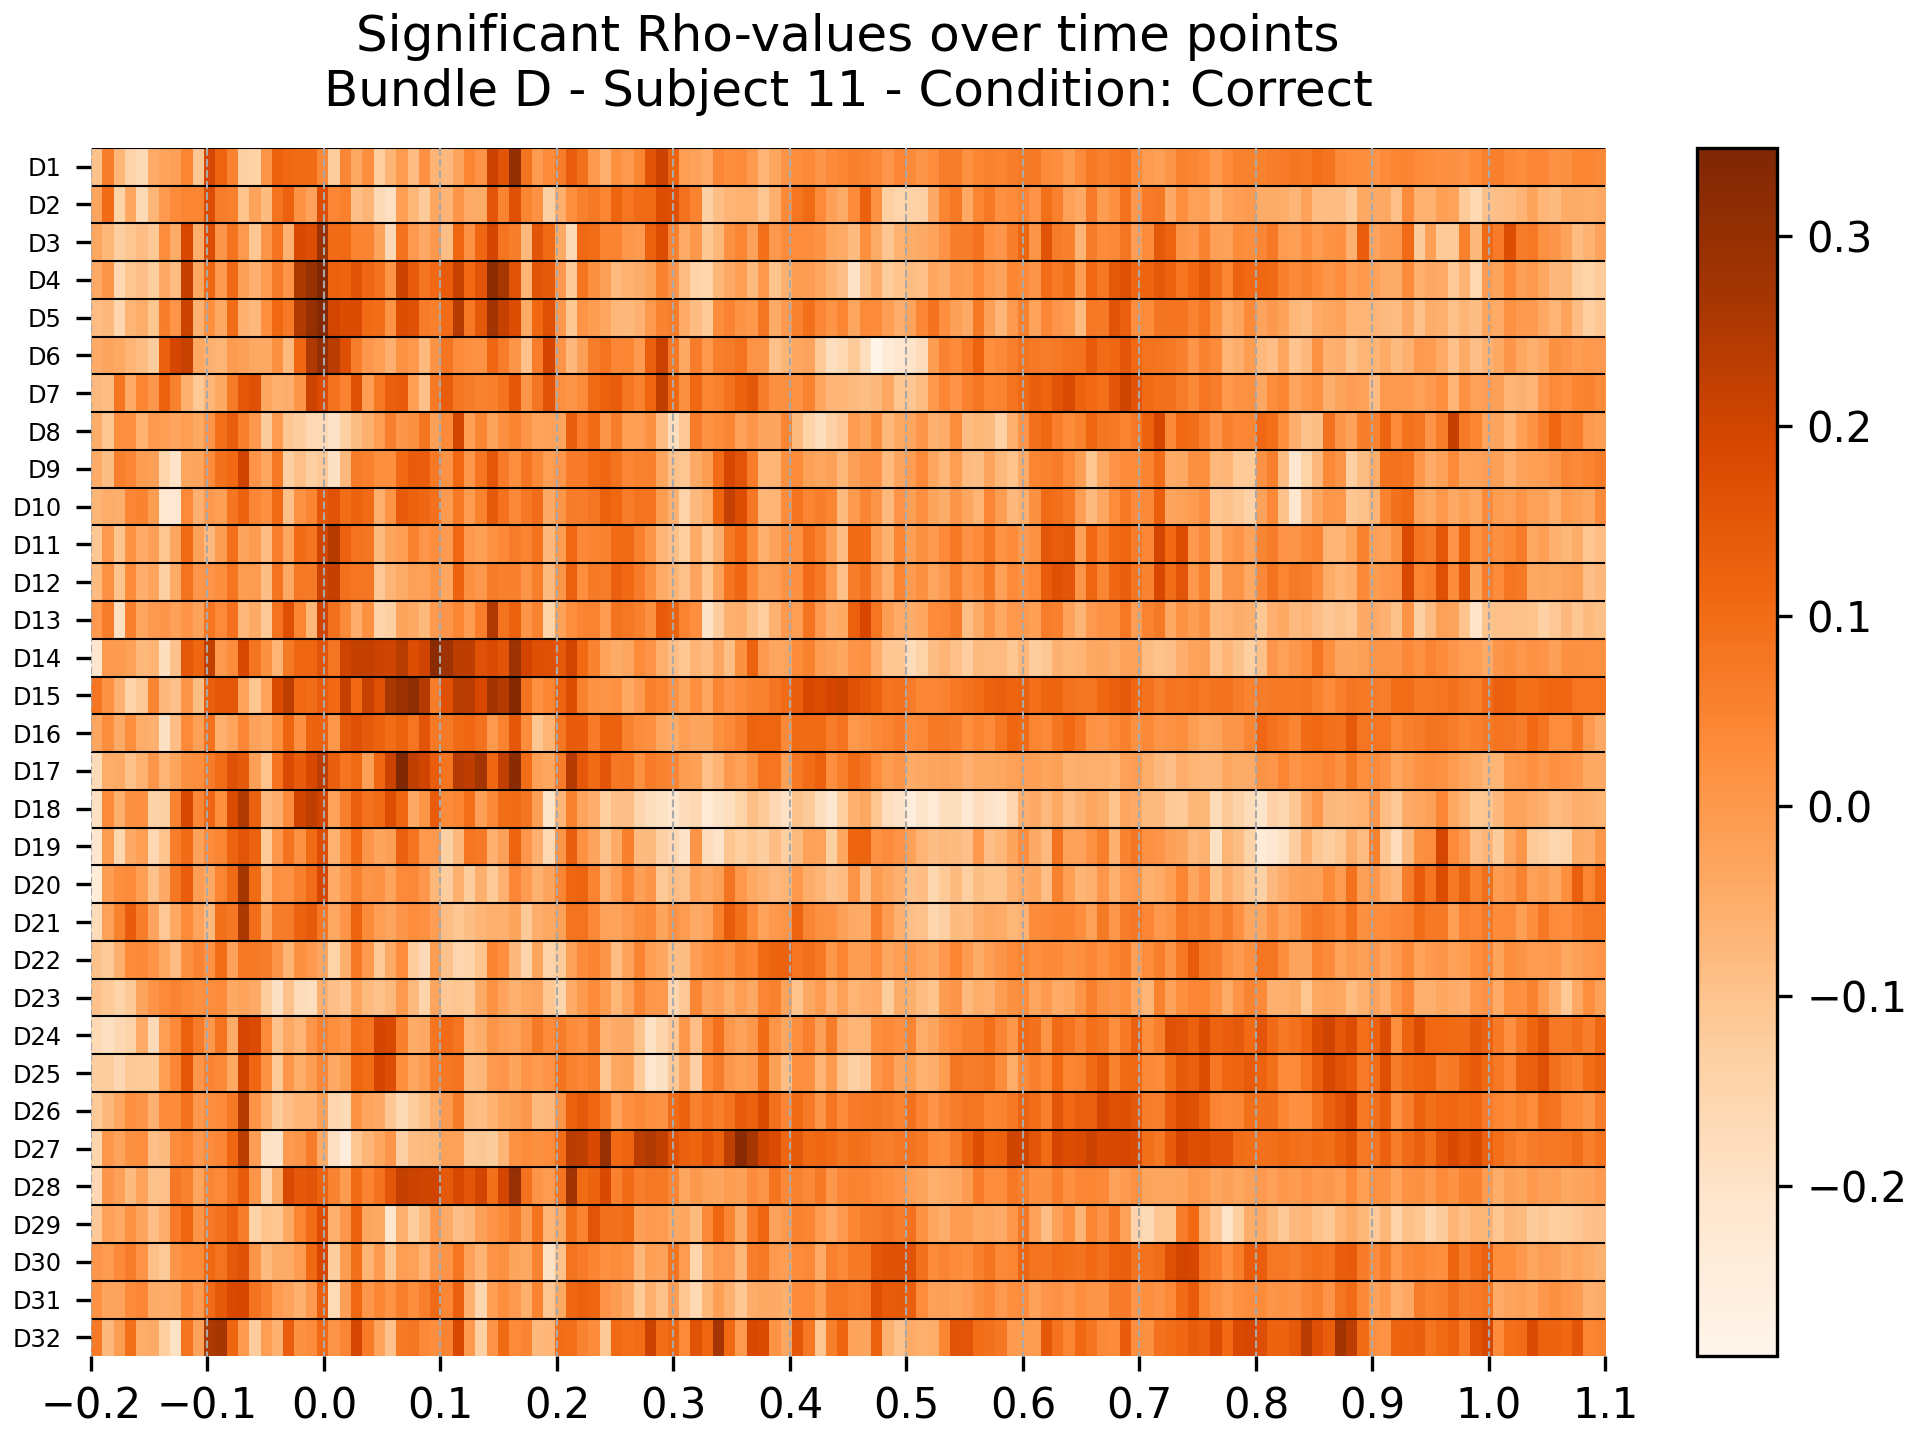 Significant Rho-values over time points
Bundle D - Subject 11 - Condition: Correct
D1
D2
D3
D4
D5
D6
D7
D8
D9
D10
D11
D12
D13
D14
D15
D16
D17
D18
D19
D20
D21
D22
D23
D24
D25
D26
D27
D28
D29
D30
D31
D32
−0.2 −0.1 0.0 0.1 0.2 0.3 0.4 0.5 0.6 0.7 0.8 0.9 1.0 1.1
0.3
0.2
0.1
0.0
−0.1
−0.2